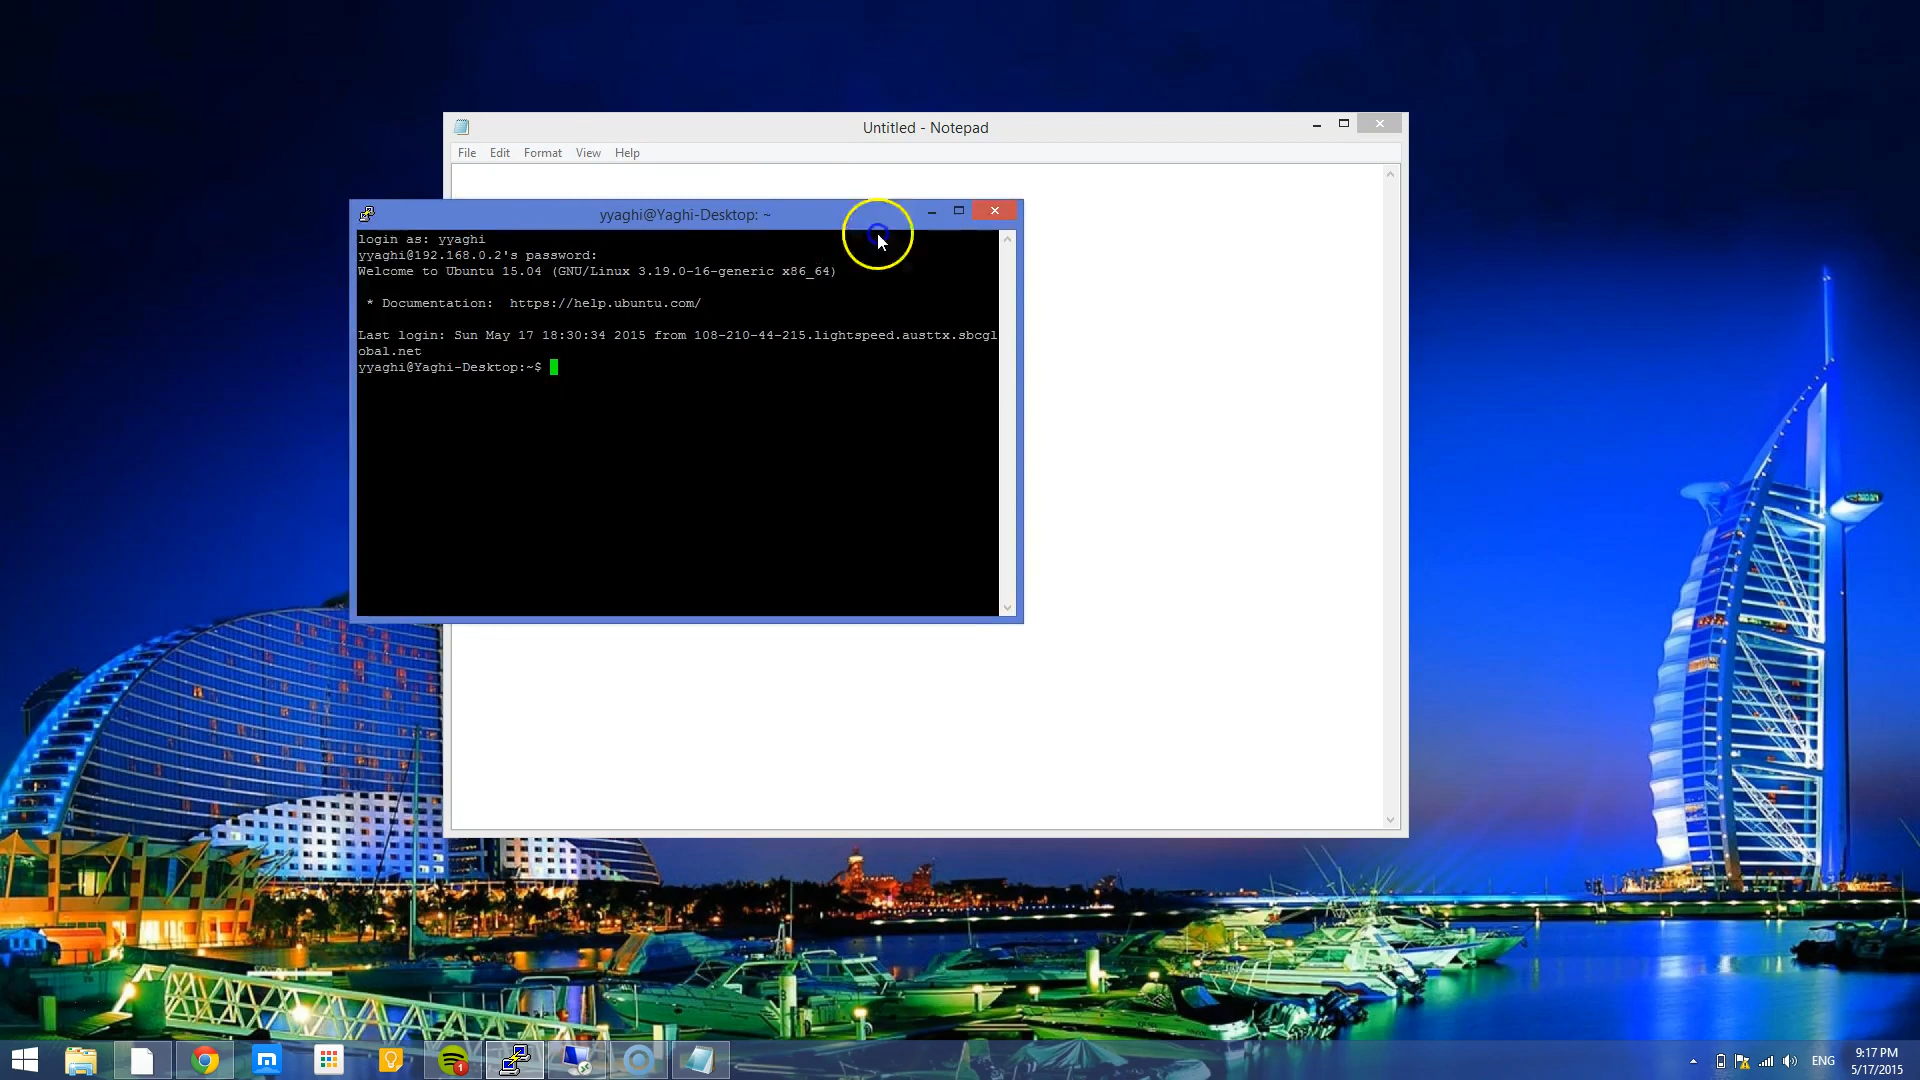 Untitled - Notepad
File Edit Format View Help
yyaghi@Yaghi-Desktop: ~
login as: yyaghi
yyaghi@192.168.0.2's password:
Welcome to Ubuntu 15.04 (GNU/Linux 3.19.0-16-generic x86_64)
* Documentation: https://help.ubuntu.com/
Last login: Sun May 17 18:30:34 2015 from 108-210-44-215.lightspeed.austtx.sbcgl
obal.net
yyaghi@Yaghi-Desktop:~$
1
ENG
9:17 PM
5/17/2015